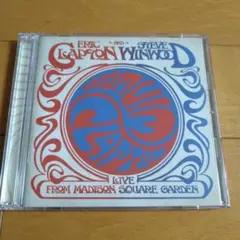 ERIC AND STEVE
CLAPTON WINWOOD
LIVE
FROM MADISON SQUARE GARDEN